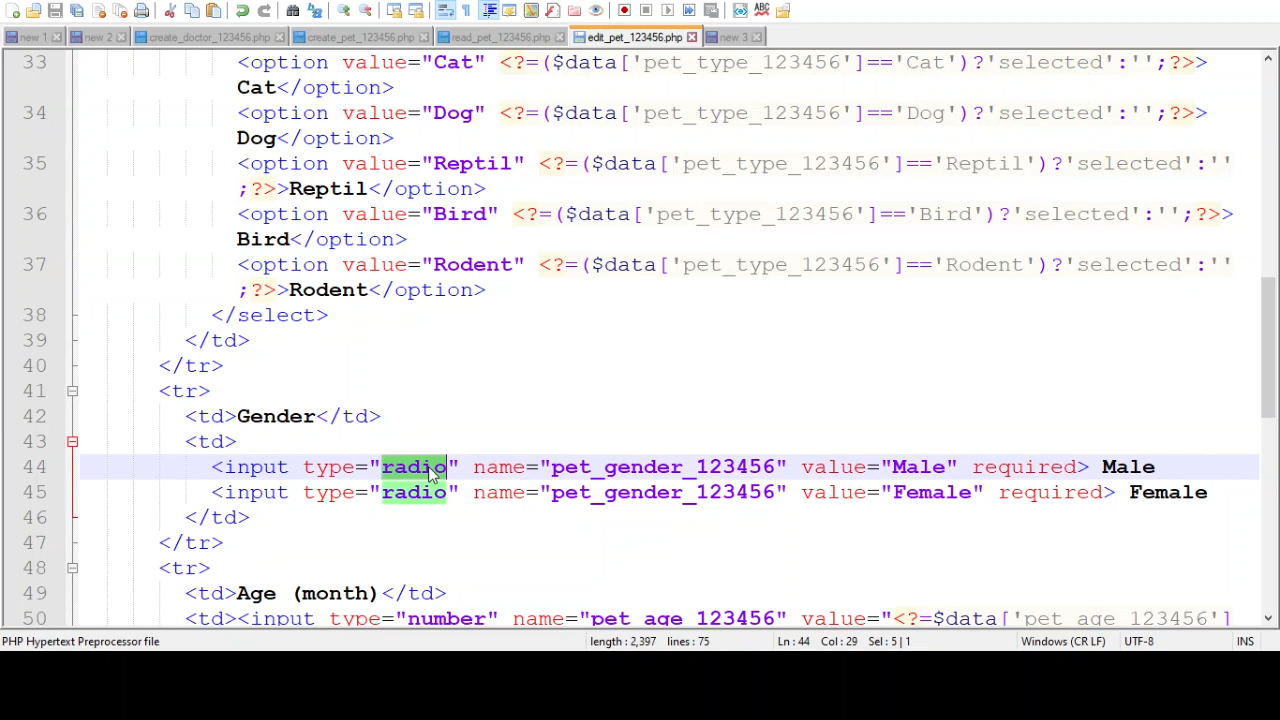 new 1 new 2 create_doctor_123456.php create_pet_123456.php read_pet_123456.php edit_pet_123456.php new 3
33 <option value="Cat" <?=($data['pet_type_123456']=='Cat')?'selected':'';?>>
Cat</option>
34 <option value="Dog" <?=($data['pet_type_123456']=='Dog')?'selected':'';?>>
Dog</option>
35 <option value="Reptil" <?=($data['pet_type_123456']=='Reptil')?'selected':''
;?>>Reptil</option>
36 <option value="Bird" <?=($data['pet_type_123456']=='Bird')?'selected':'';?>>
Bird</option>
37 <option value="Rodent" <?=($data['pet_type_123456']=='Rodent')?'selected':''
;?>>Rodent</option>
38 </select>
39 </td>
40 </tr>
41 <tr>
42 <td>Gender</td>
43 <td>
44 <input type="radio" name="pet_gender_123456" value="Male" required> Male
45 <input type="radio" name="pet_gender_123456" value="Female" required> Female
46 </td>
47 </tr>
48 <tr>
49 <td>Age (month)</td>
50 <td><input type="number" name="pet_age_123456" value="<?=$data['pet_age_123456']
PHP Hypertext Preprocessor file length : 2,397 lines : 75 Ln : 44 Col : 29 Sel : 5 | 1 Windows (CR LF) UTF-8 INS